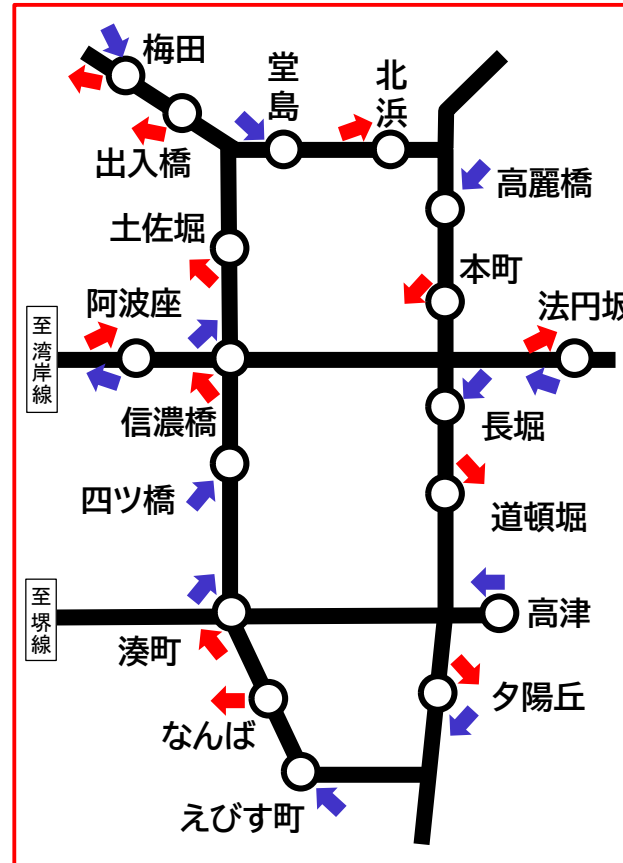 梅田
堂島
北浜
出入橋
高麗橋
土佐堀
本町
阿波座
法円坂
至湾岸線
信濃橋
長堀
四ツ橋
道頓堀
至堺線
湊町
高津
夕陽丘
なんば
えびす町